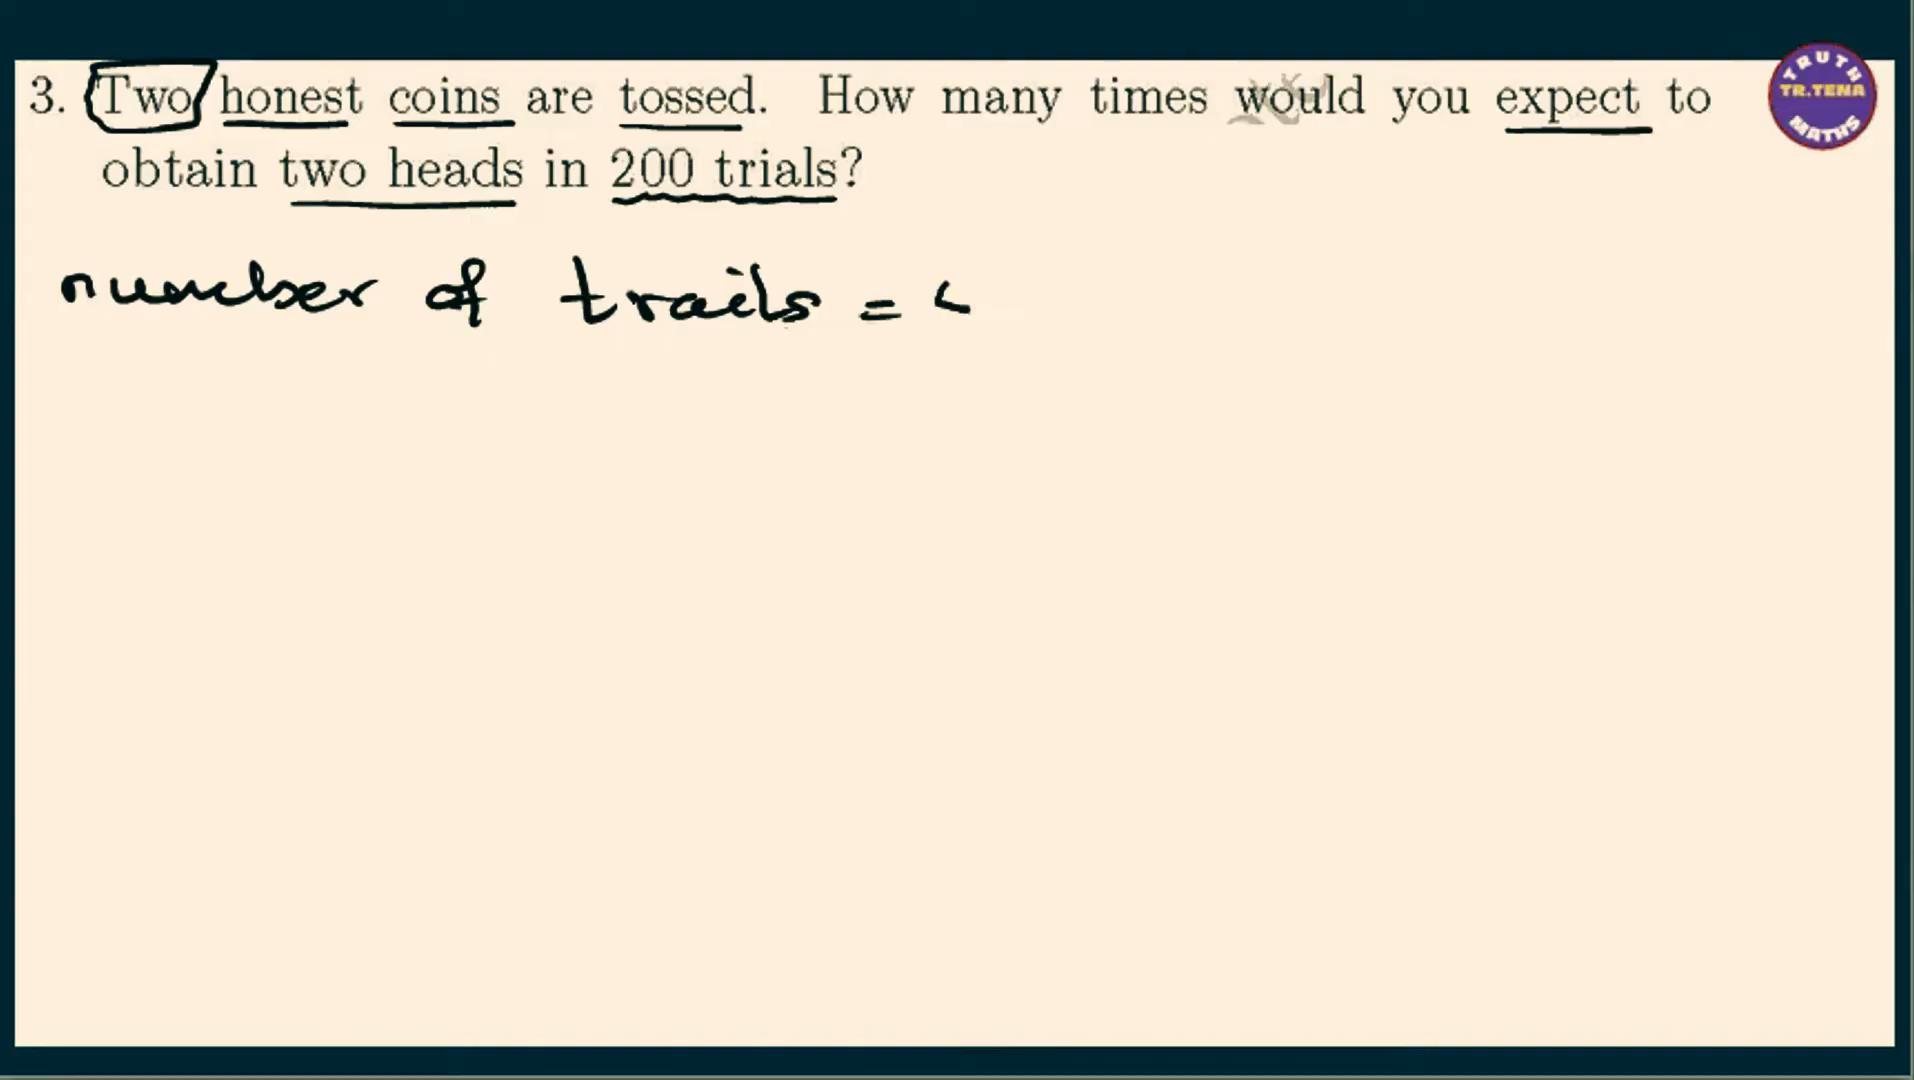 3. Two honest coins are tossed. How many times would you expect to
obtain two heads in 200 trials?
TRUTH
TR.TENA
MATHS
number of trails =